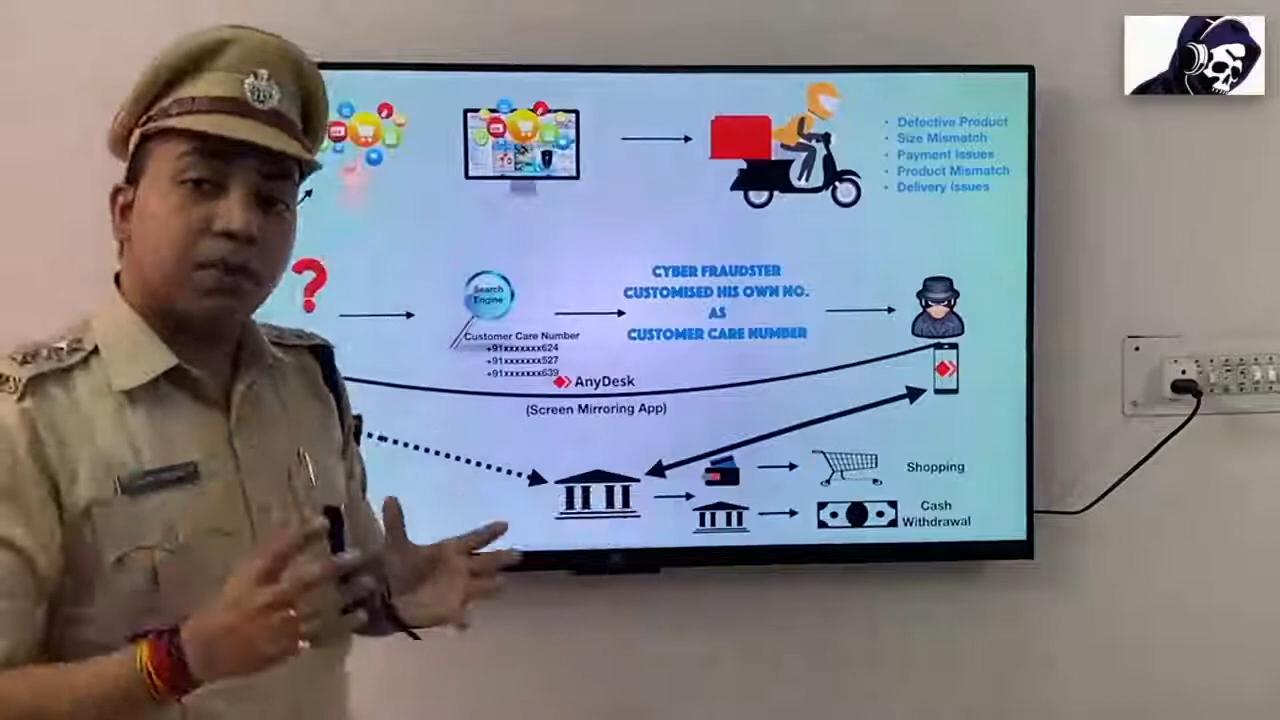 Defective Product
Size Mismatch
Payment Issues
Product Mismatch
Delivery Issues
?
Search
Engine
CYBER FRAUDSTER
CUSTOMISED HIS OWN NO.
AS
CUSTOMER CARE NUMBER
Customer Care Number
+91xxxxxxx624
+91xxxxxxx527
+91xxxxxxx639
AnyDesk
(Screen Mirroring App)
Shopping
Cash
Withdrawal